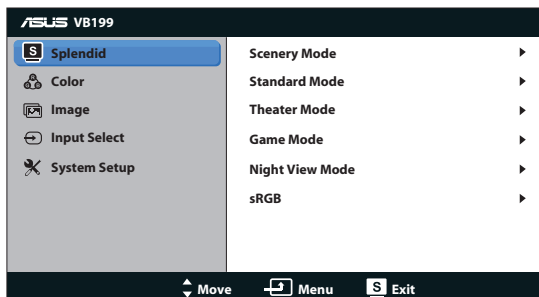 ASUS VB199
S Splendid
Color
Image
Input Select
System Setup
Scenery Mode
Standard Mode
Theater Mode
Game Mode
Night View Mode
sRGB
Move Menu S Exit